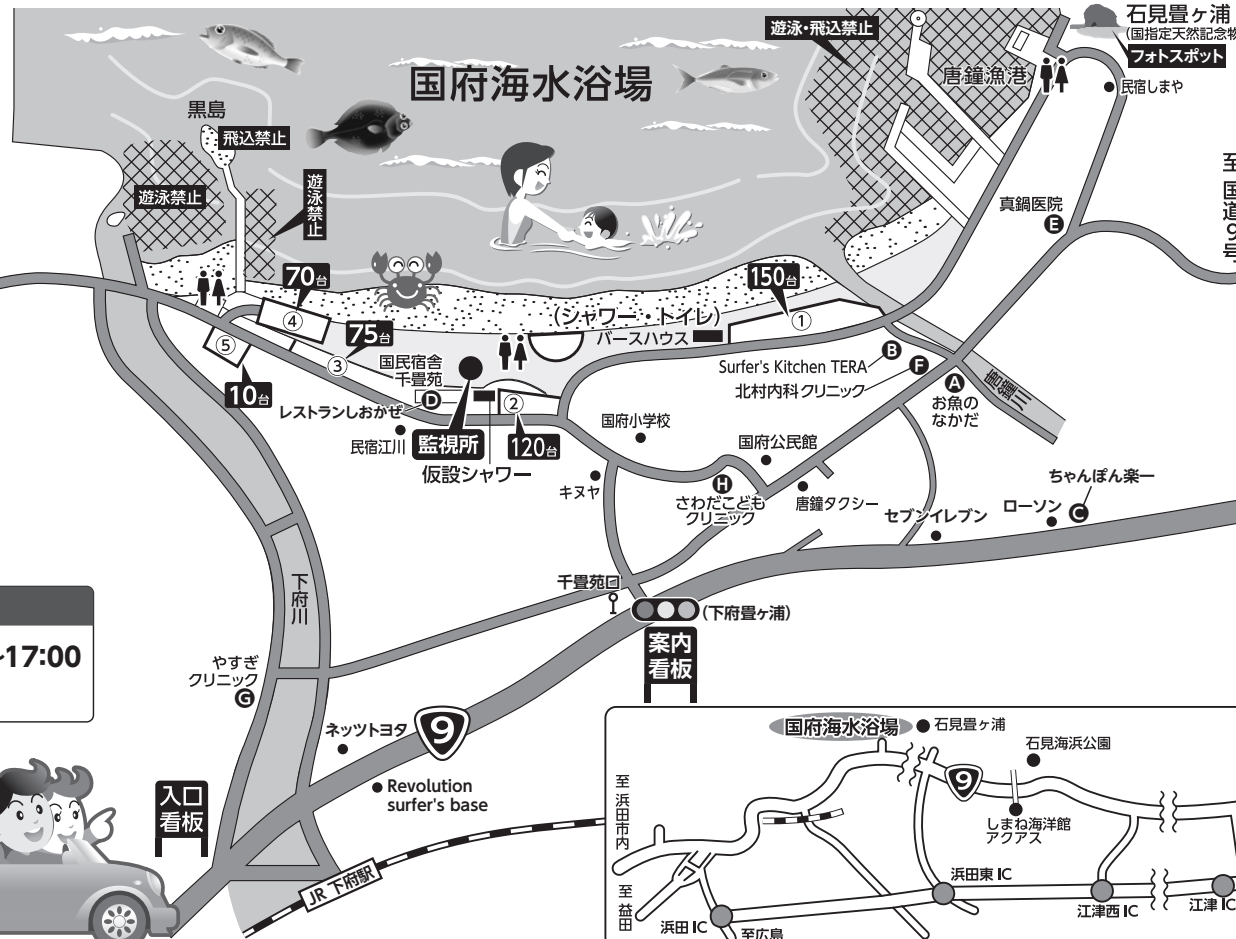 国府海水浴場
黒島
飛込禁止
遊泳禁止
遊泳禁止
遊泳・飛込禁止
唐鐘漁港
石見畳ヶ浦
(国指定天然記念物
フォトスポット
民宿しまや
至 国道9号
真鍋医院
E
70台
④
⑤
10台
75台
③
国民宿舎
千畳苑
レストランしおかぜ D
民宿江川
監視所
仮設シャワー
②
120台
(シャワー・トイレ)
バースハウス
150台
①
Surfer's Kitchen TERA B
北村内科クリニック F
A
お魚の
なかだ
唐鐘川
国府小学校
国府公民館
キヌヤ
H
さわだこども
クリニック
唐鐘タクシー
セブンイレブン
ローソン
C
ちゃんぽん楽一
千畳苑口
(下府畳ヶ浦)
案内
看板
下府川
~17:00
やすぎ
クリニック
G
ネッツトヨタ
9
Revolution
surfer's base
入口
看板
JR 下府駅
国府海水浴場
石見畳ヶ浦
石見海浜公園
9
しまね海洋館
アクアス
至 浜田市内
至 益田
浜田 IC
至広島
浜田東 IC
江津西 IC
江津 IC